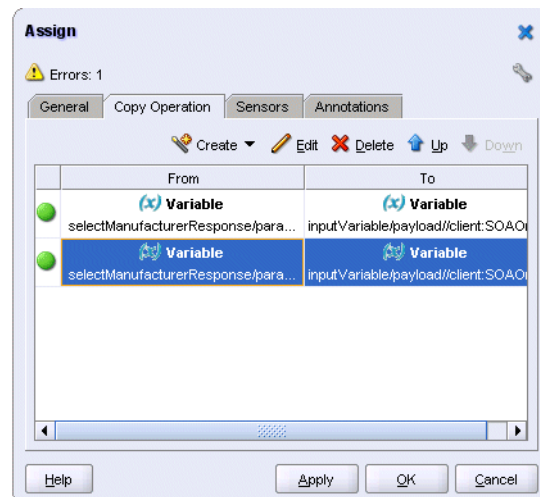 Assign
Errors: 1
General Copy Operation Sensors Annotations
Create Edit Delete Up Down
From To
(x) Variable (x) Variable
selectManufacturerResponse/para... inputVariable/payload//client:SOAOr
(x) Variable (x) Variable
selectManufacturerResponse/para... inputVariable/payload//client:SOAOr
Help Apply OK Cancel